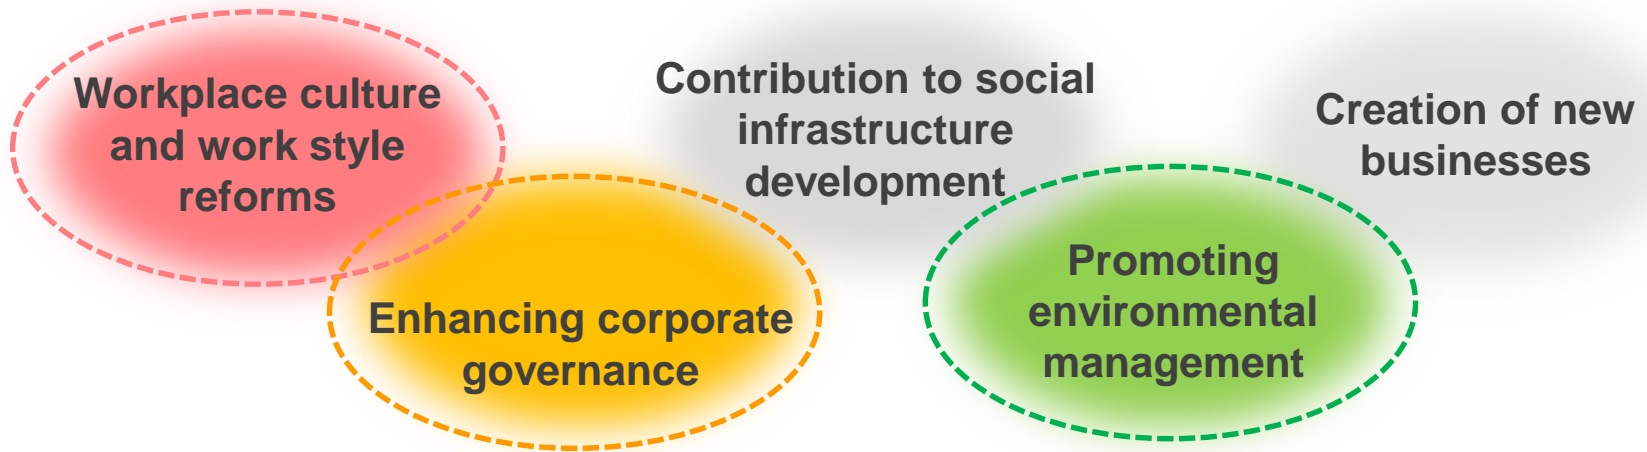 Workplace culture
and work style
reforms
Enhancing corporate
governance
Contribution to social
infrastructure
development
Promoting
environmental
management
Creation of new
businesses